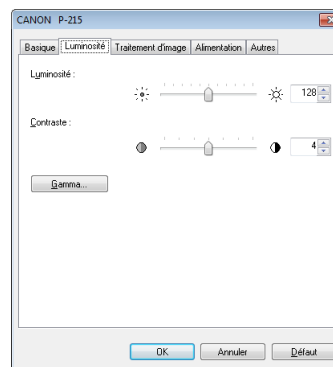 CANON P-215
Basique Luminosité Traitement d'image Alimentation Autres
Luminosité :
128
Contraste :
4
Gamma...
OK Annuler Défaut